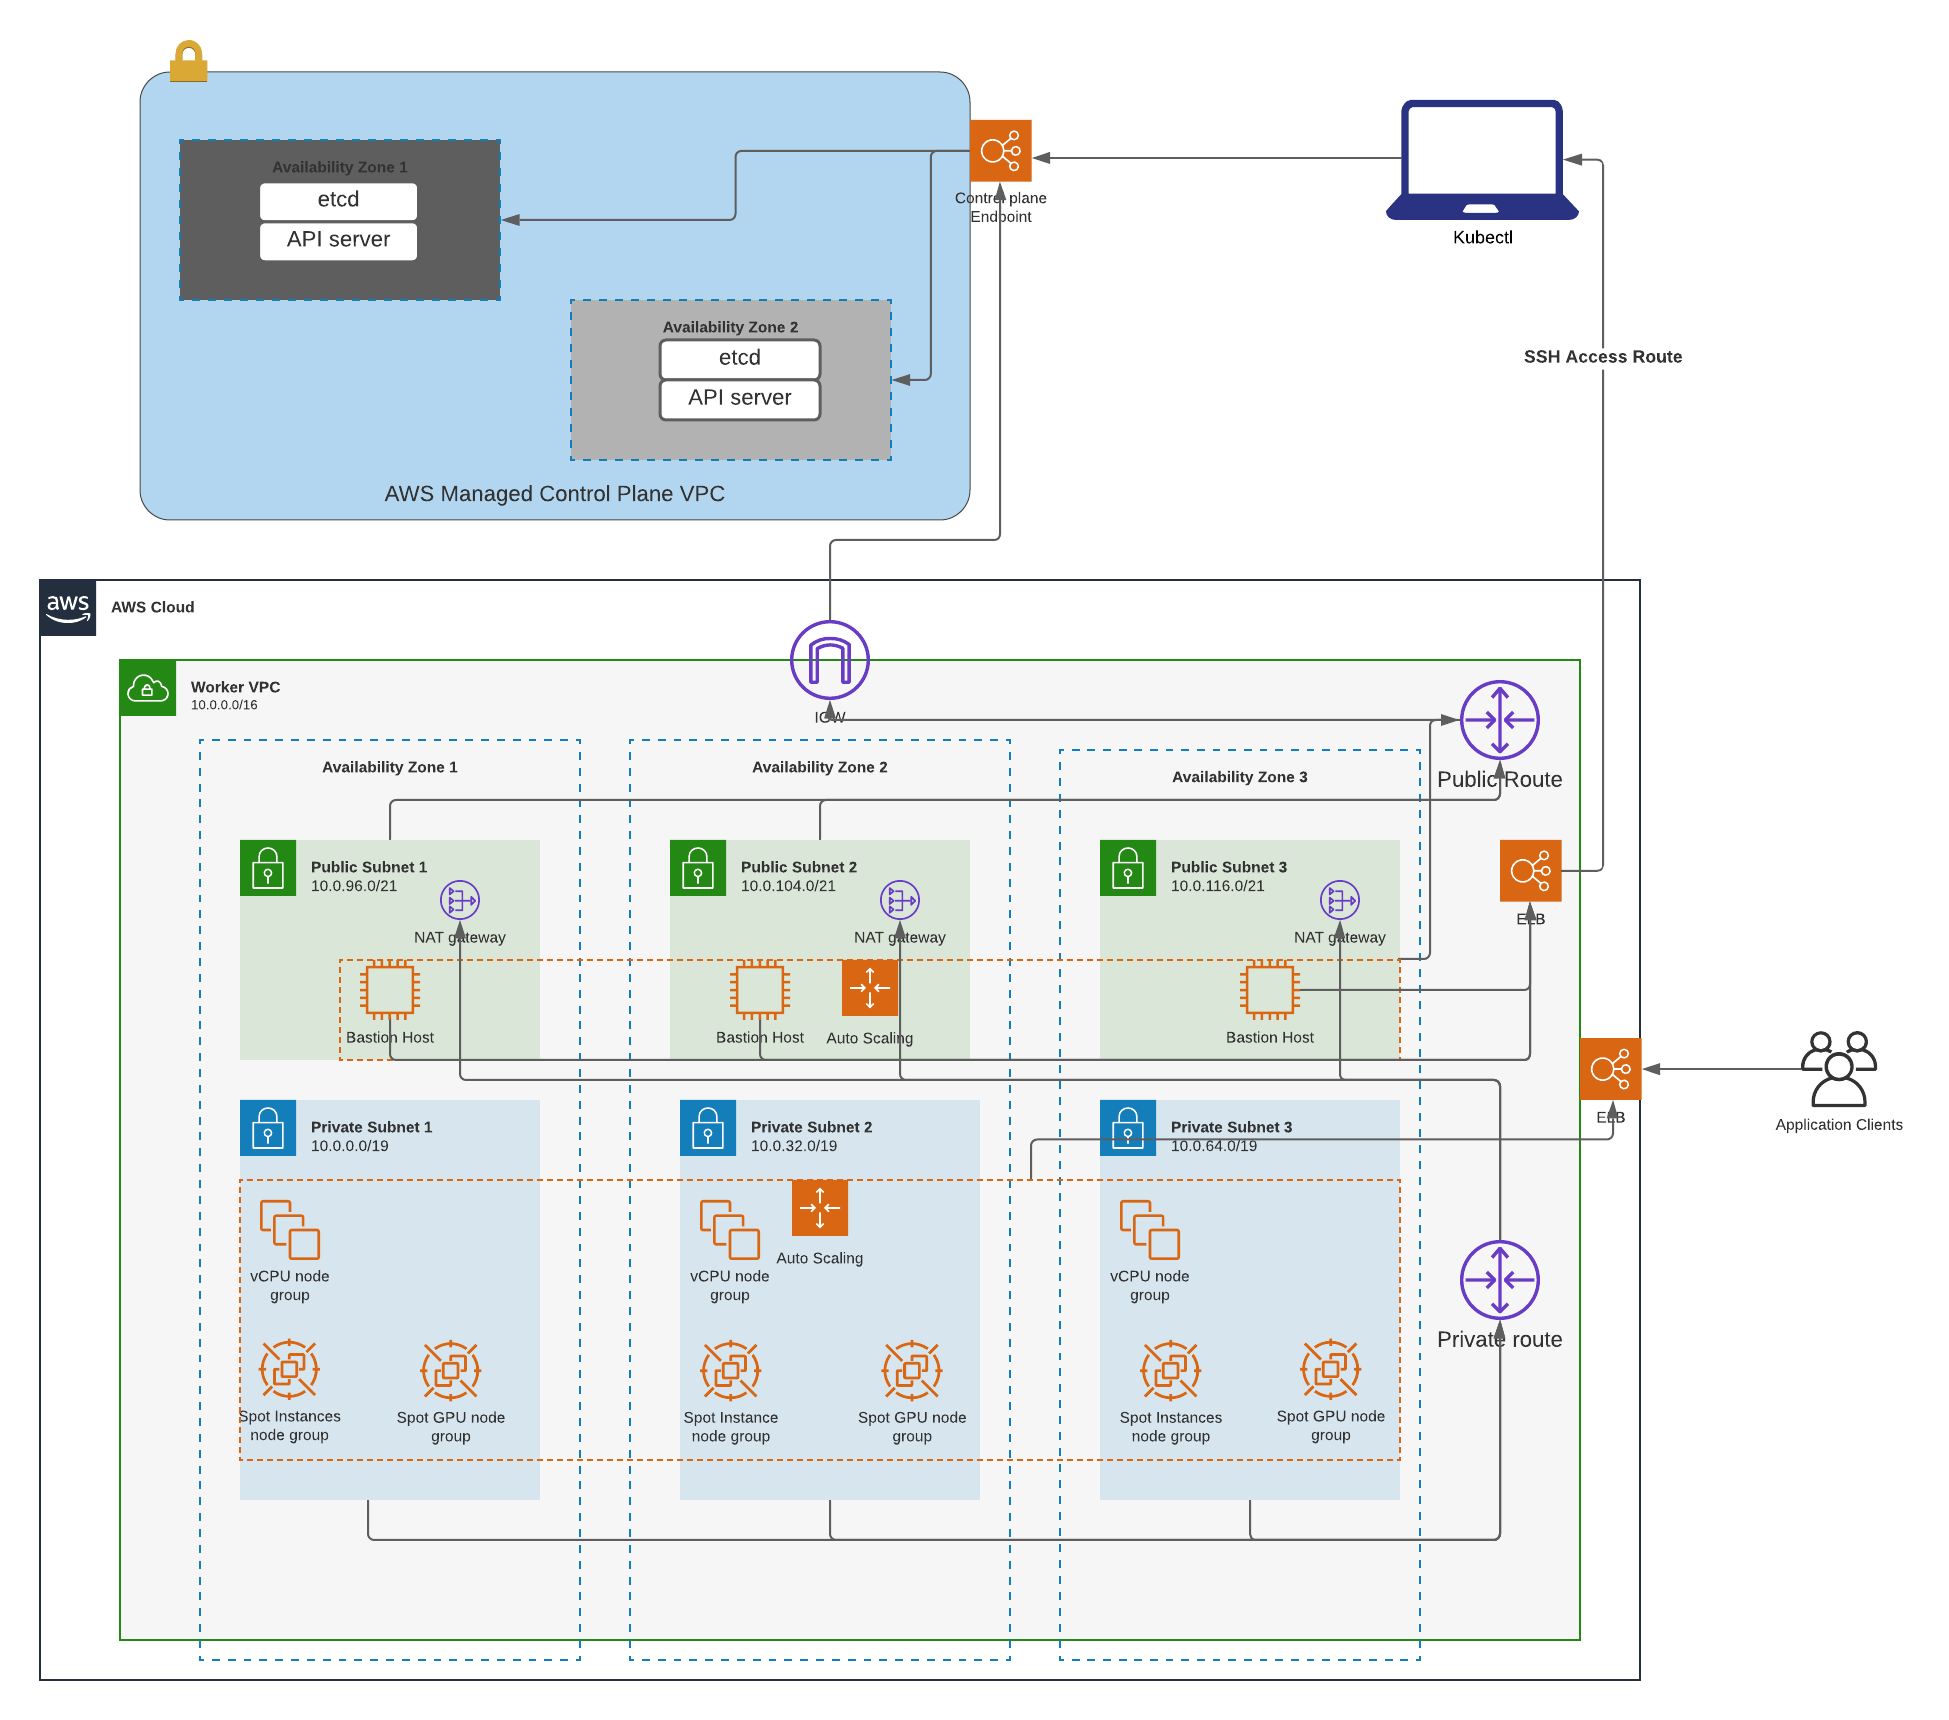 Availability Zone 1
etcd
API server
Control plane
Endpoint
Kubectl
Availability Zone 2
etcd
API server
SSH Access Route
AWS Managed Control Plane VPC
aws
AWS Cloud
Worker VPC
10.0.0.0/16
IGW
Availability Zone 1
Availability Zone 2
Availability Zone 3
Public Route
Public Subnet 1
10.0.96.0/21
Public Subnet 2
10.0.104.0/21
Public Subnet 3
10.0.116.0/21
NAT gateway
NAT gateway
NAT gateway
ELB
Bastion Host
Bastion Host
Auto Scaling
Bastion Host
ELB
Application Clients
Private Subnet 1
10.0.0.0/19
Private Subnet 2
10.0.32.0/19
Private Subnet 3
10.0.64.0/19
vCPU node
group
vCPU node
group
Auto Scaling
vCPU node
group
Private route
Spot Instances
node group
Spot GPU node
group
Spot Instance
node group
Spot GPU node
group
Spot Instances
node group
Spot GPU node
group